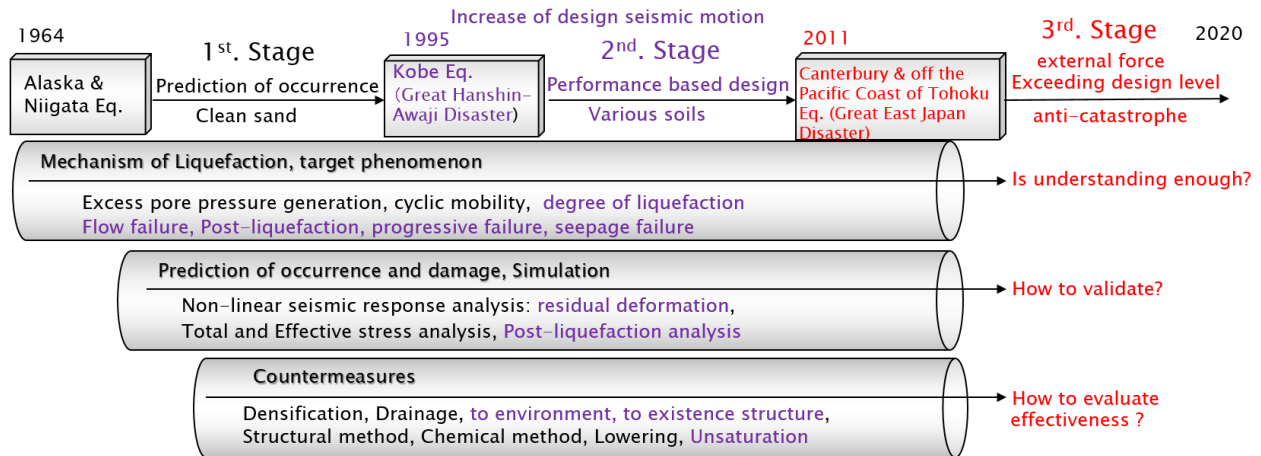 Increase of design seismic motion
1964
1st. Stage
1995
2nd. Stage
2011
3rd. Stage
2020
Alaska &
Niigata Eq.
Prediction of occurrence
Clean sand
Kobe Eq.
(Great Hanshin-
Awaji Disaster)
Performance based design
Various soils
Canterbury & off the
Pacific Coast of Tohoku
Eq. (Great East Japan
Disaster)
external force
Exceeding design level
anti-catastrophe
Mechanism of Liquefaction, target phenomenon
Excess pore pressure generation, cyclic mobility, degree of liquefaction
Flow failure, Post-liquefaction, progressive failure, seepage failure
Is understanding enough?
Prediction of occurrence and damage, Simulation
Non-linear seismic response analysis: residual deformation,
Total and Effective stress analysis, Post-liquefaction analysis
How to validate?
Countermeasures
Densification, Drainage, to environment, to existence structure,
Structural method, Chemical method, Lowering, Unsaturation
How to evaluate
effectiveness ?